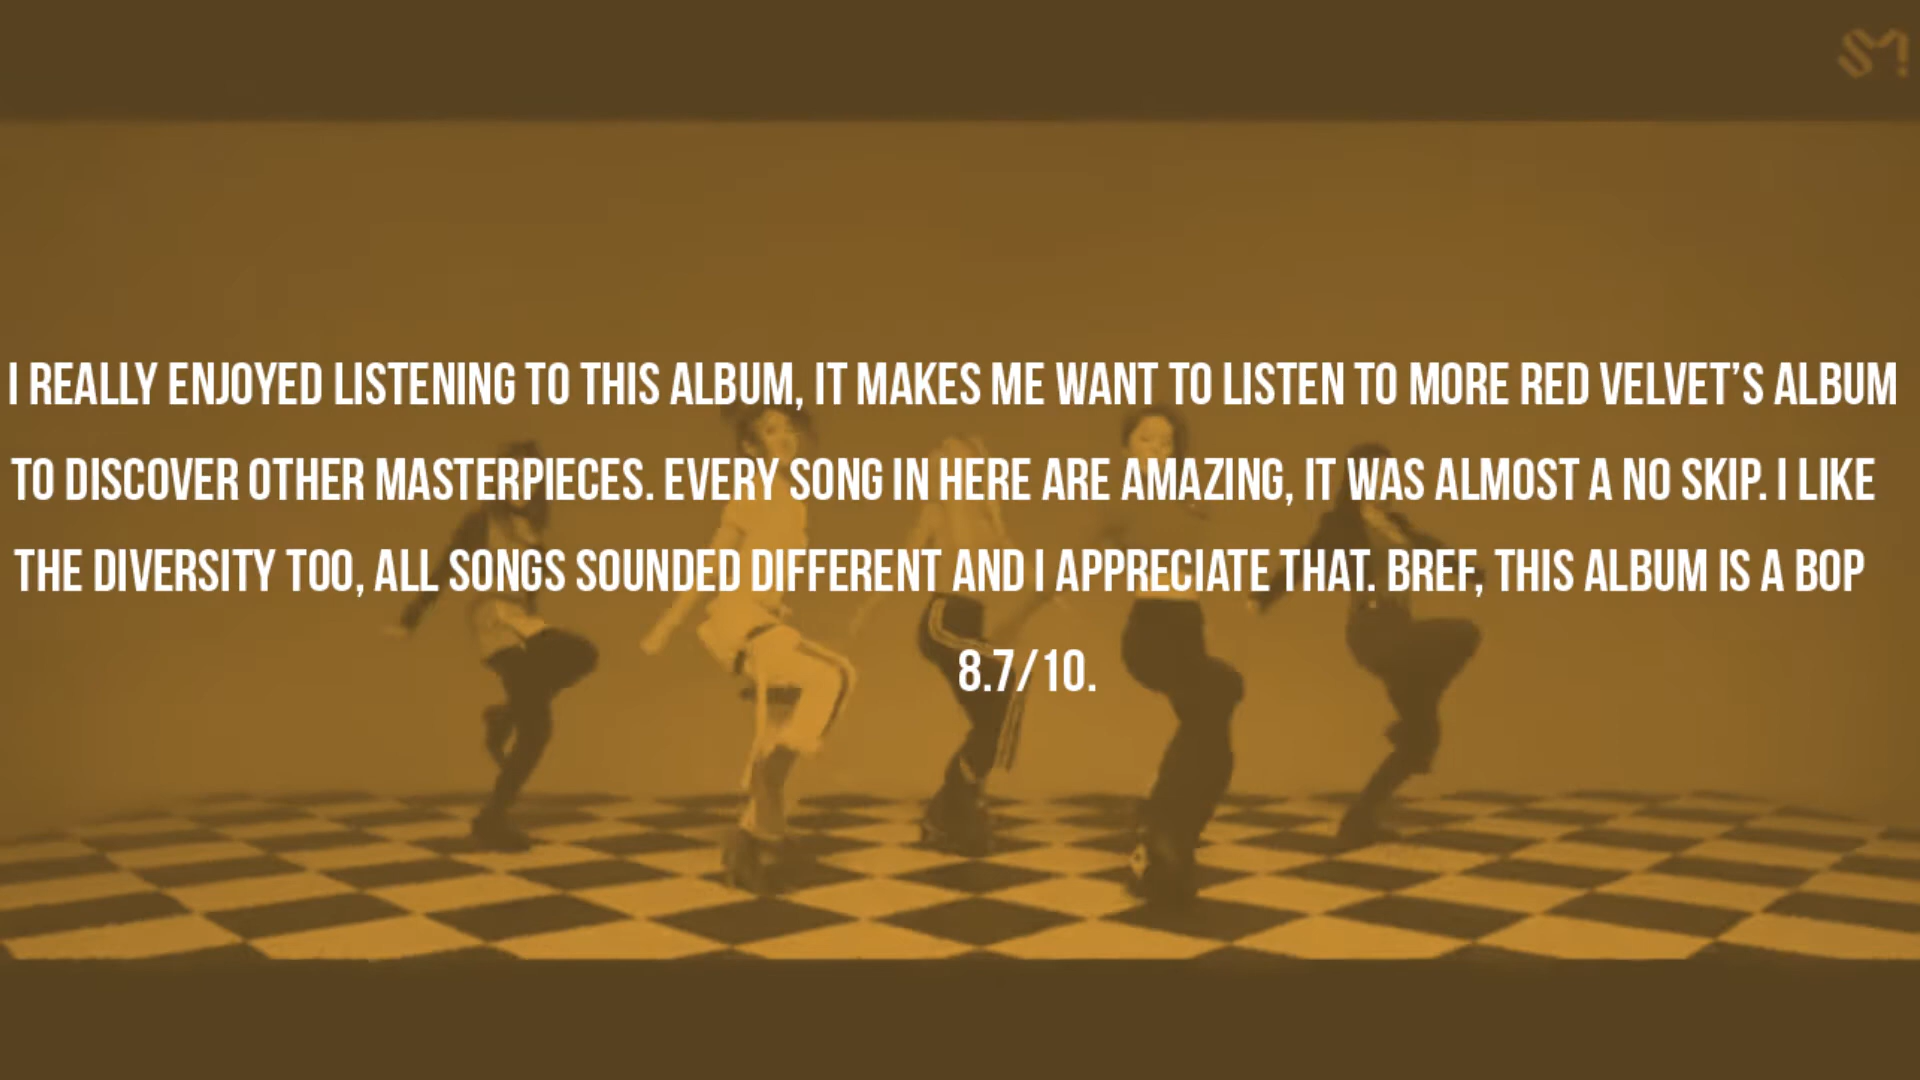 SM
I REALLY ENJOYED LISTENING TO THIS ALBUM, IT MAKES ME WANT TO LISTEN TO MORE RED VELVET’S ALBUM
TO DISCOVER OTHER MASTERPIECES. EVERY SONG IN HERE ARE AMAZING, IT WAS ALMOST A NO SKIP. I LIKE
THE DIVERSITY TOO, ALL SONGS SOUNDED DIFFERENT AND I APPRECIATE THAT. BREF, THIS ALBUM IS A BOP
8.7/10.